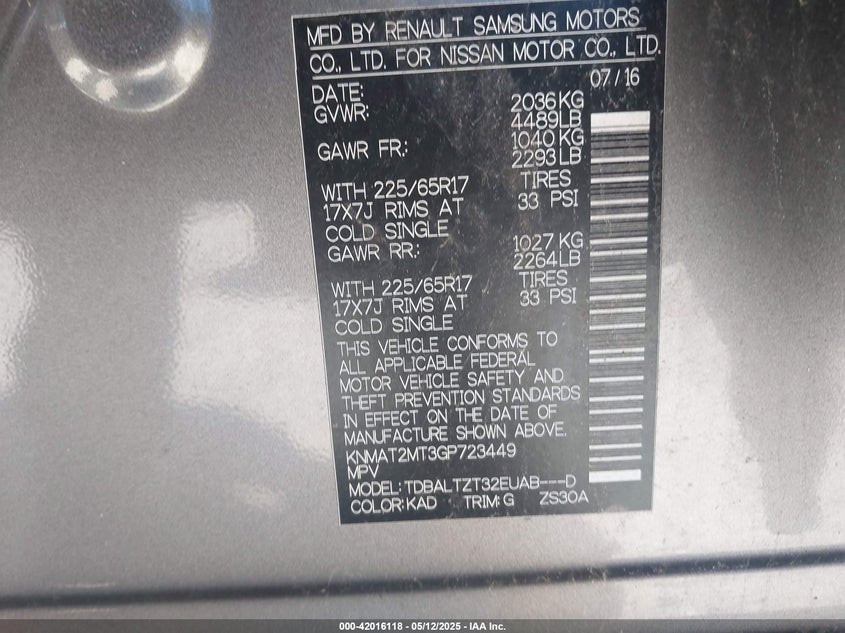 MFD BY RENAULT SAMSUNG MOTORS
CO., LTD. FOR NISSAN MOTOR CO., LTD.
DATE: 07/16
GVWR: 2036KG
4489LB
GAWR FR.: 1040KG
2293LB
WITH 225/65R17 TIRES
17X7J RIMS AT 33 PSI
COLD SINGLE
GAWR RR.: 1027KG
2264LB
WITH 225/65R17 TIRES
17X7J RIMS AT 33 PSI
COLD SINGLE
THIS VEHICLE CONFORMS TO
ALL APPLICABLE FEDERAL
MOTOR VEHICLE SAFETY AND
THEFT PREVENTION STANDARDS
IN EFFECT ON THE DATE OF
MANUFACTURE SHOWN ABOVE.
KNMAT2MT3GP723449
MPV
MODEL: TDBALTZT32EUAB---D
COLOR: KAD TRIM: G ZS30A
000-42016118 - 05/12/2025 - IAA Inc.